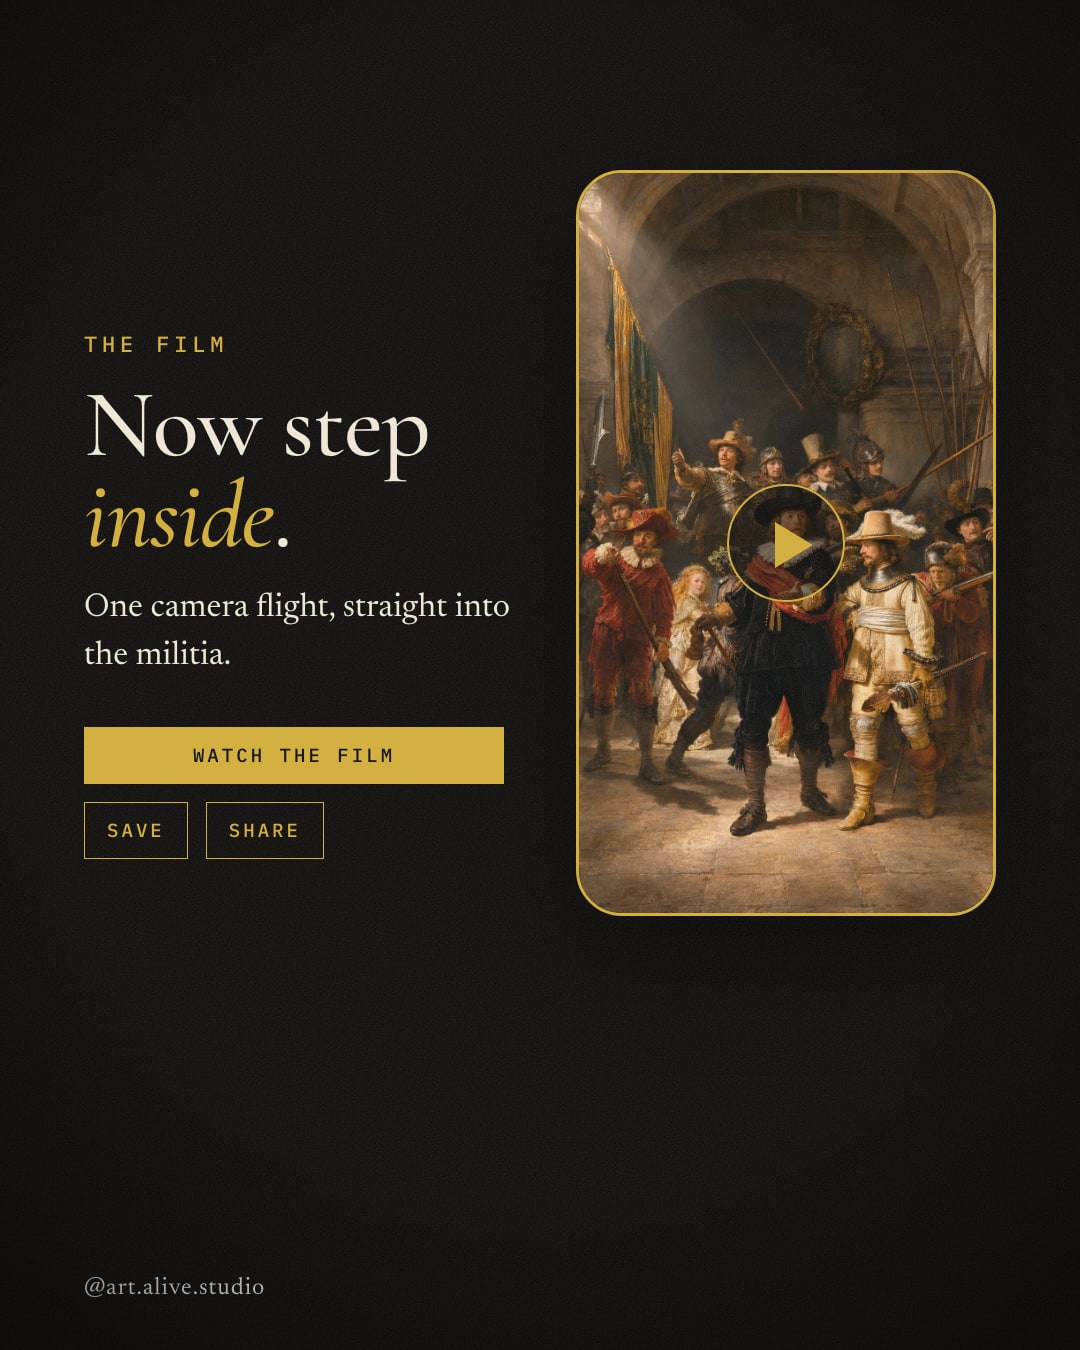 THE FILM
Now step
inside.
One camera flight, straight into
the militia.
WATCH THE FILM
SAVE
SHARE
@art.alive.studio